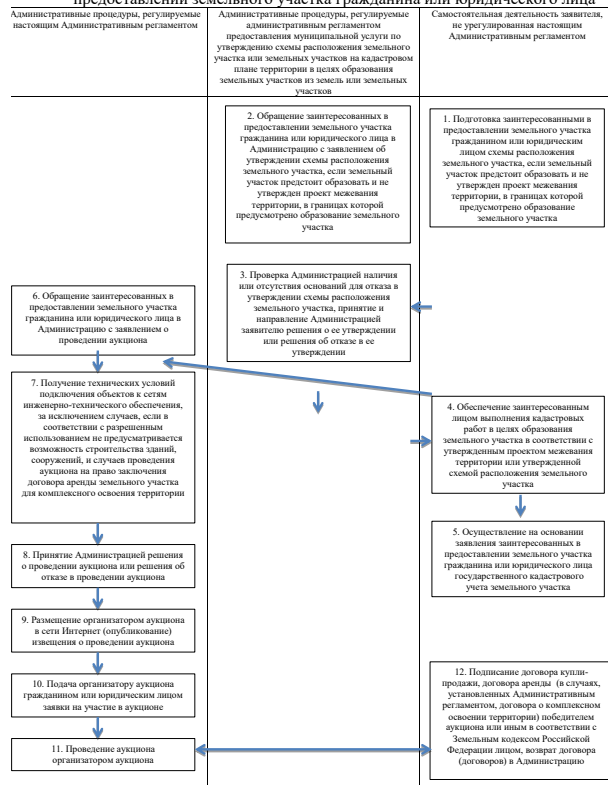 предоставлении земельного участка гражданина или юридического лица
Административные процедуры, регулируемые
настоящим Административным регламентом
Административные процедуры, регулируемые
административным регламентом
предоставления муниципальной услуги по
утверждению схемы расположения земельного
участка или земельных участков на кадастровом
плане территории в целях образования
земельных участков из земель или земельных
участков
Самостоятельная деятельность заявителя,
не урегулированная настоящим
Административным регламентом
2. Обращение заинтересованных в
предоставлении земельного участка
гражданина или юридического лица в
Администрацию с заявлением об
утверждении схемы расположения
земельного участка, если земельный
участок предстоит образовать и не
утвержден проект межевания
территории, в границах которой
предусмотрено образование земельного
участка
1. Подготовка заинтересованными в
предоставлении земельного участка
гражданином или юридическим
лицом схемы расположения
земельного участка, если земельный
участок предстоит образовать и не
утвержден проект межевания
территории, в границах которой
предусмотрено образование
земельного участка
3. Проверка Администрацией наличия
или отсутствия оснований для отказа в
утверждении схемы расположения
земельного участка, принятие и
направление Администрацией
заявителю решения о ее утверждении
или решения об отказе в ее
утверждении
6. Обращение заинтересованных в
предоставлении земельного участка
гражданина или юридического лица в
Администрацию с заявлением о
проведении аукциона
7. Получение технических условий
подключения объектов к сетям
инженерно-технического обеспечения,
за исключением случаев, если в
соответствии с разрешенным
использованием не предусматривается
возможность строительства зданий,
сооружений, и случаев проведения
аукциона на право заключения
договора аренды земельного участка
для комплексного освоения территории
4. Обеспечение заинтересованным
лицом выполнения кадастровых
работ в целях образования
земельного участка в соответствии с
утвержденным проектом межевания
территории или утвержденной
схемой расположения земельного
участка
5. Осуществление на основании
заявления заинтересованных в
предоставлении земельного участка
гражданина или юридического лица
государственного кадастрового
учета земельного участка
8. Принятие Администрацией решения
о проведении аукциона или решения об
отказе в проведении аукциона
9. Размещение организатором аукциона
в сети Интернет (опубликование)
извещения о проведении аукциона
10. Подача организатору аукциона
гражданином или юридическим лицом
заявки на участие в аукционе
11. Проведение аукциона
организатором аукциона
12. Подписание договора купли-
продажи, договора аренды (в случаях,
установленных Административным
регламентом, договора о комплексном
освоении территории) победителем
аукциона или иным в соответствии с
Земельным кодексом Российской
Федерации лицом, возврат договора
(договоров) в Администрацию